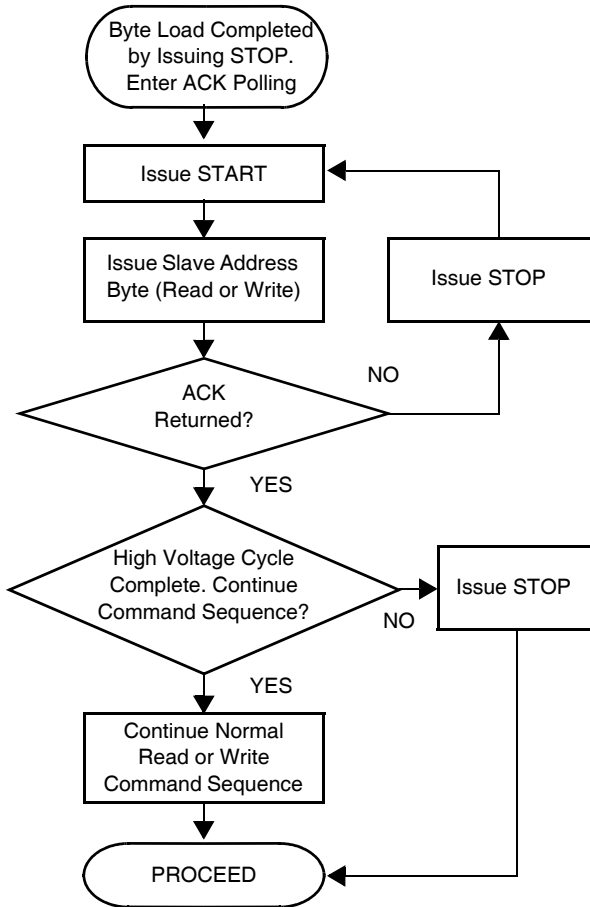 Byte Load Completed
by Issuing STOP.
Enter ACK Polling
Issue START
Issue Slave Address
Byte (Read or Write)
Issue STOP
ACK
Returned?
NO
YES
High Voltage Cycle
Complete. Continue
Command Sequence?
Issue STOP
NO
YES
Continue Normal
Read or Write
Command Sequence
PROCEED